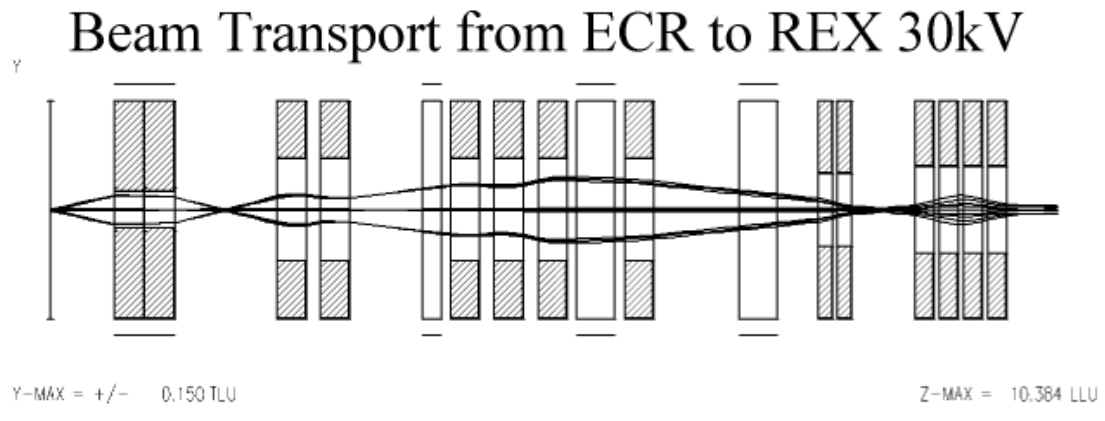 Beam Transport from ECR to REX 30kV
Y
Y-MAX = +/- 0.150 TLU
Z-MAX = 10.384 LLU